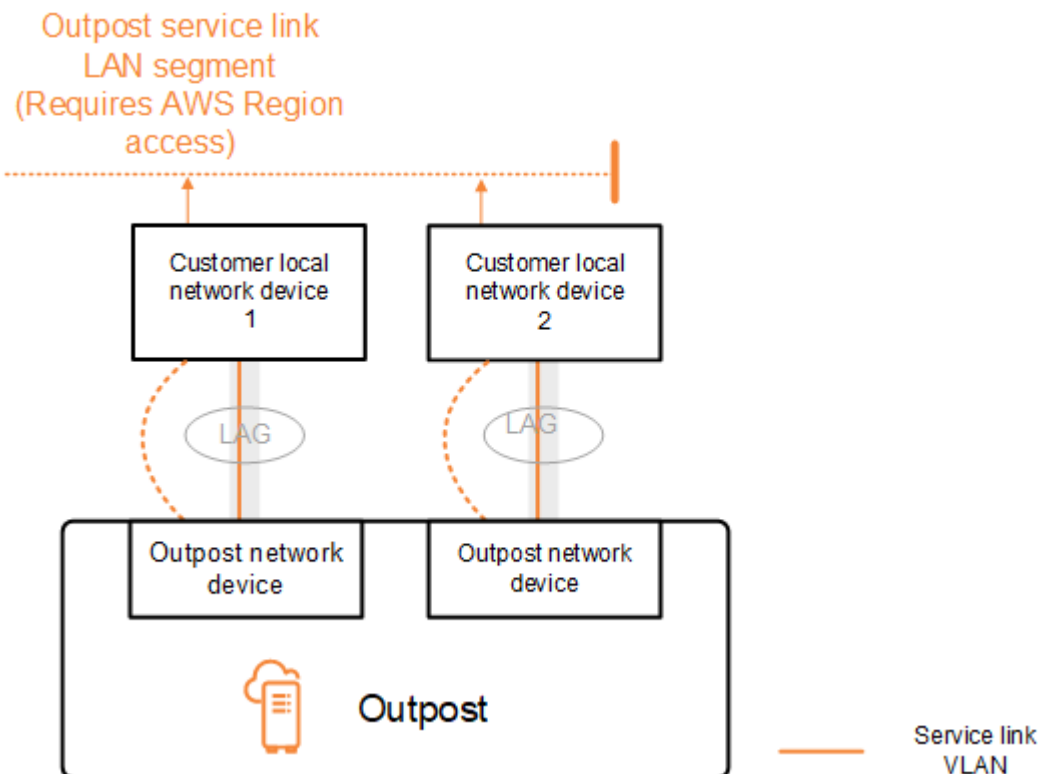 Outpost service link
LAN segment
(Requires AWS Region
access)
Customer local
network device
1
Customer local
network device
2
LAG
LAG
Outpost network
device
Outpost network
device
Outpost
Service link
VLAN